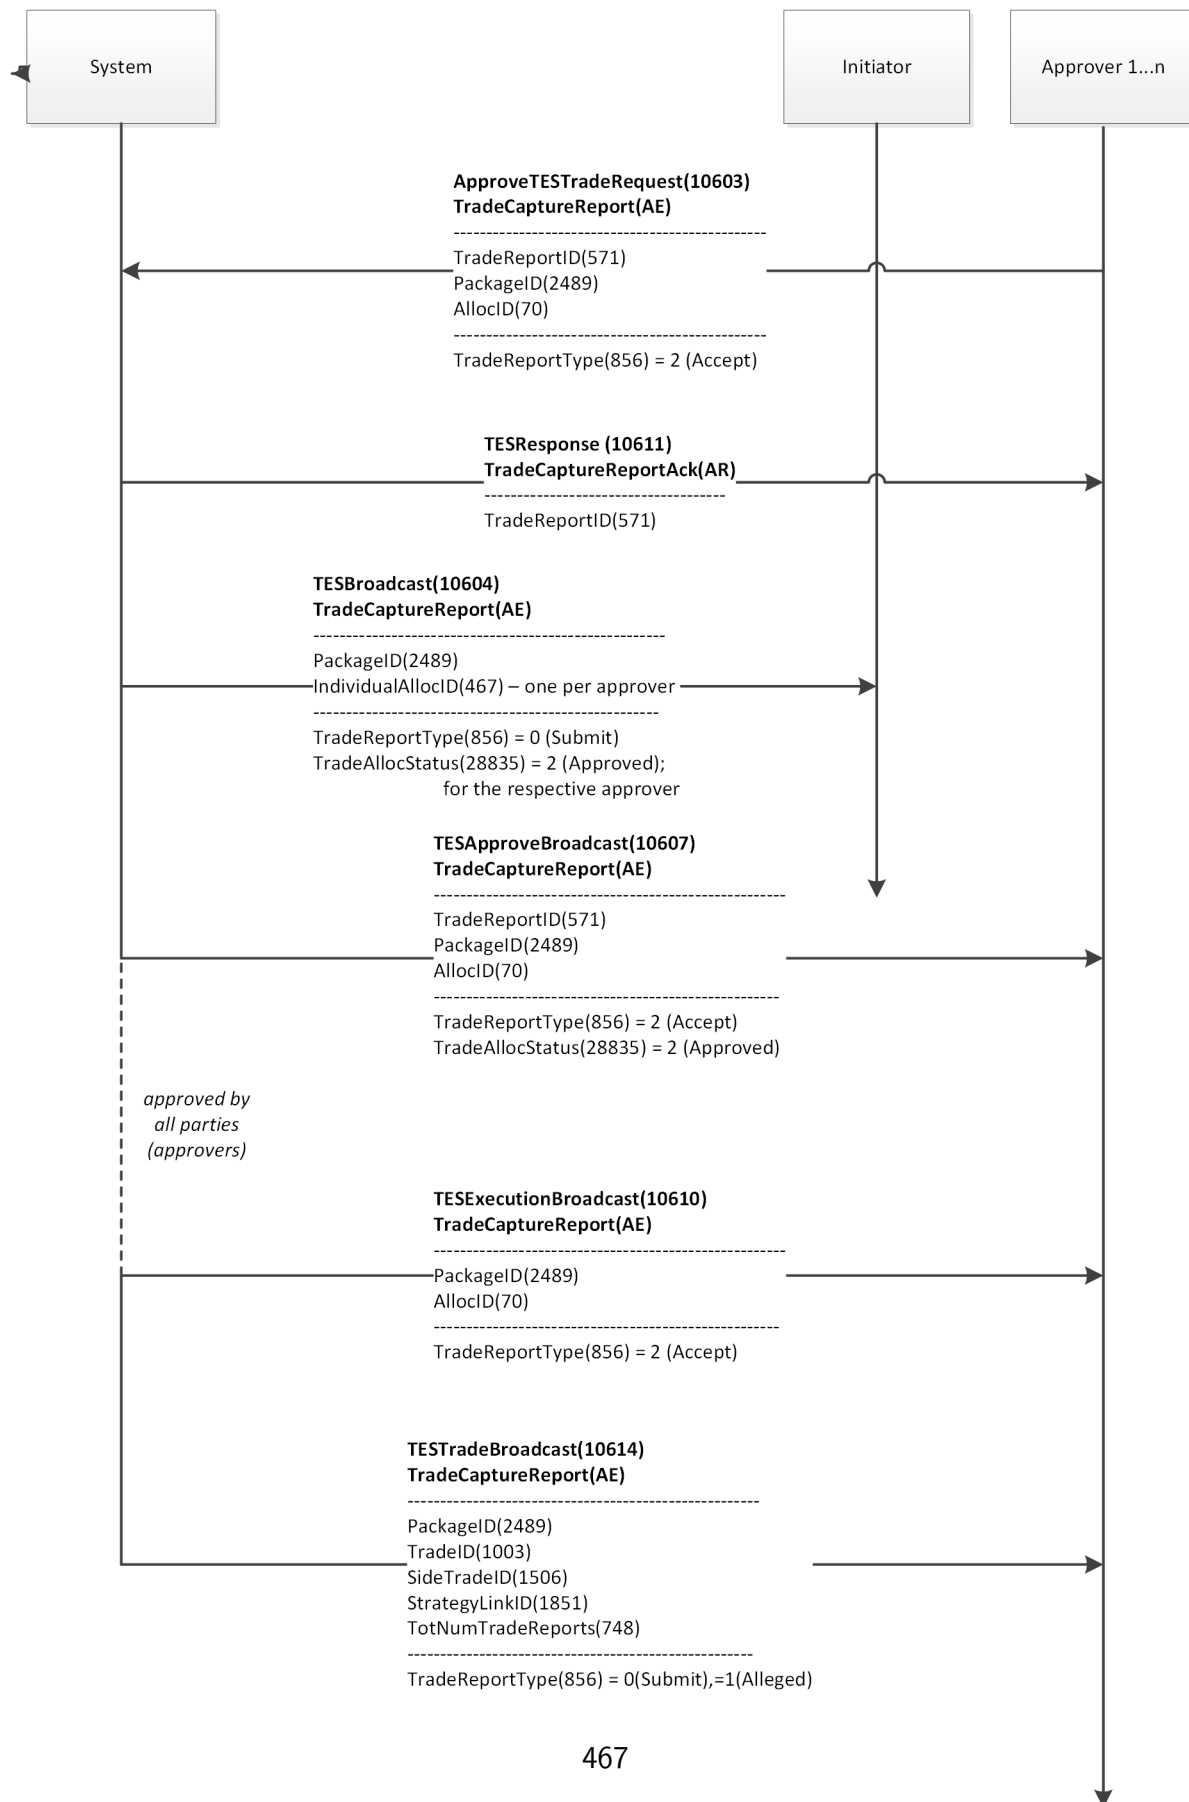 System
Initiator
Approver 1...n
ApproveTESTradeRequest(10603)
TradeCaptureReport(AE)
------------------------------------------------
TradeReportID(571)
PackageID(2489)
AllocID(70)
------------------------------------------------
TradeReportType(856) = 2 (Accept)
TESResponse (10611)
TradeCaptureReportAck(AR)
-------------------------------------
TradeReportID(571)
TESBroadcast(10604)
TradeCaptureReport(AE)
------------------------------------------------------
PackageID(2489)
IndividualAllocID(467) – one per approver
-----------------------------------------------------
TradeReportType(856) = 0 (Submit)
TradeAllocStatus(28835) = 2 (Approved);
for the respective approver
TESApproveBroadcast(10607)
TradeCaptureReport(AE)
------------------------------------------------------
TradeReportID(571)
PackageID(2489)
AllocID(70)
-----------------------------------------------------
TradeReportType(856) = 2 (Accept)
TradeAllocStatus(28835) = 2 (Approved)
approved by
all parties
(approvers)
TESExecutionBroadcast(10610)
TradeCaptureReport(AE)
------------------------------------------------------
PackageID(2489)
AllocID(70)
-----------------------------------------------------
TradeReportType(856) = 2 (Accept)
TESTradeBroadcast(10614)
TradeCaptureReport(AE)
------------------------------------------------------
PackageID(2489)
TradeID(1003)
SideTradeID(1506)
StrategyLinkID(1851)
TotNumTradeReports(748)
-----------------------------------------------------
TradeReportType(856) = 0(Submit),=1(Alleged)
467